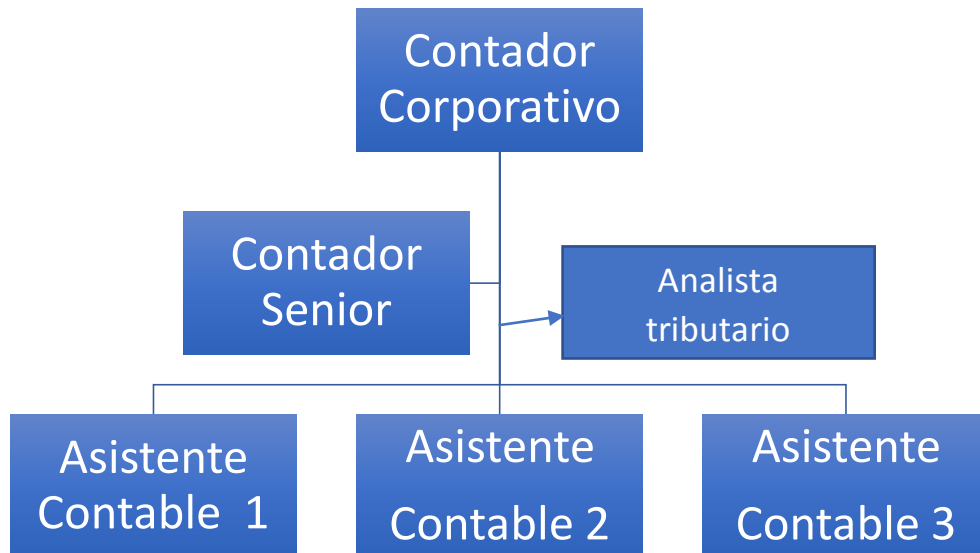 Contador
Corporativo
Contador
Senior
Analista
tributario
Asistente
Contable  1
Asistente
Contable 2
Asistente
Contable 3